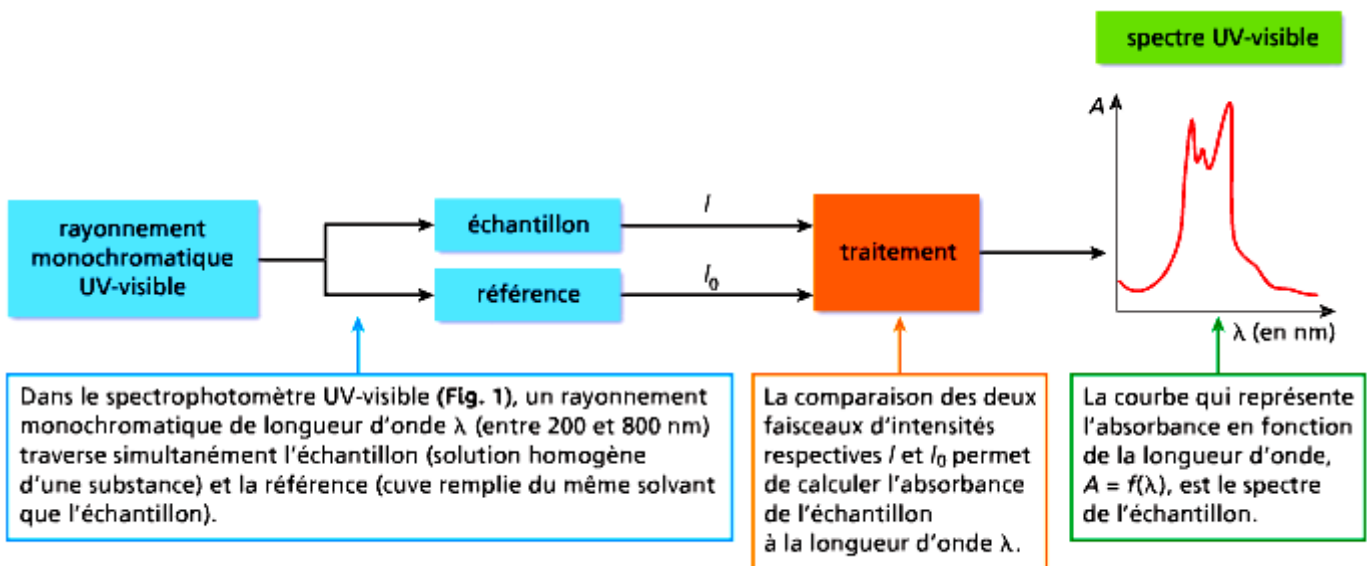 spectre UV-visible
A
rayonnement
monochromatique
UV-visible
échantillon
I
référence
I₀
traitement
λ (en nm)
Dans le spectrophotomètre UV-visible (Fig. 1), un rayonnement
monochromatique de longueur d'onde λ (entre 200 et 800 nm)
traverse simultanément l'échantillon (solution homogène
d'une substance) et la référence (cuve remplie du même solvant
que l'échantillon).
La comparaison des deux
faisceaux d'intensités
respectives I et I₀ permet
de calculer l'absorbance
de l'échantillon
à la longueur d'onde λ.
La courbe qui représente
l'absorbance en fonction
de la longueur d'onde,
A = f(λ), est le spectre
de l'échantillon.